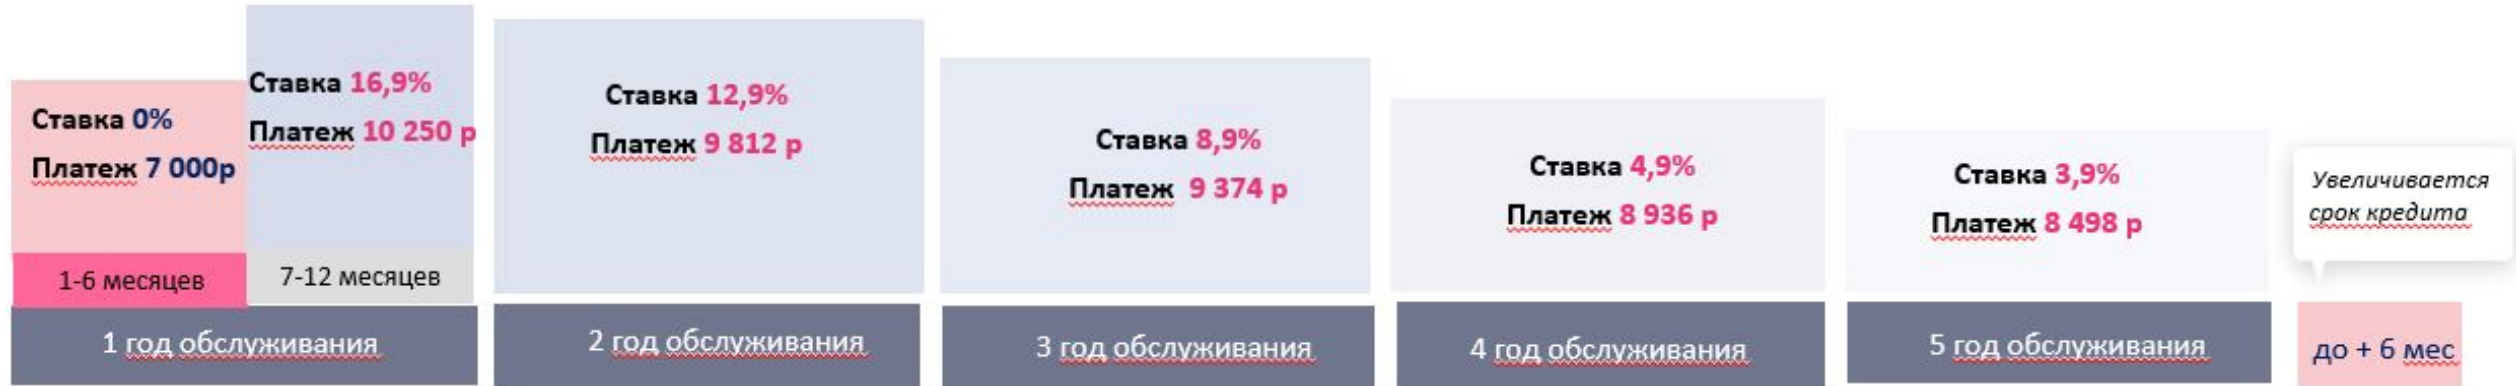 Ставка 0%
Платеж 7 000р
1-6 месяцев
Ставка 16,9%
Платеж 10 250 р
7-12 месяцев
1 год обслуживания
Ставка 12,9%
Платеж 9 812 р
2 год обслуживания
Ставка 8,9%
Платеж 9 374 р
3 год обслуживания
Ставка 4,9%
Платеж 8 936 р
4 год обслуживания
Ставка 3,9%
Платеж 8 498 р
5 год обслуживания
Увеличивается
срок кредита
до + 6 мес